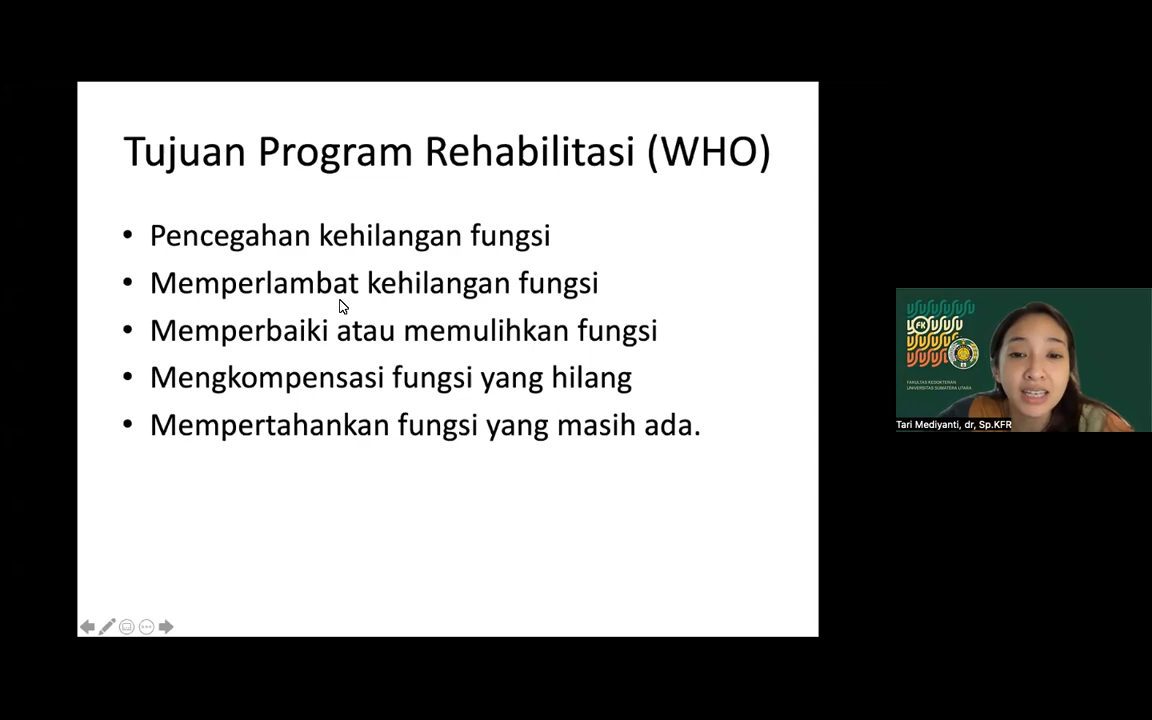 Tujuan Program Rehabilitasi (WHO)
• Pencegahan kehilangan fungsi
• Memperlambat kehilangan fungsi
• Memperbaiki atau memulihkan fungsi
• Mengkompensasi fungsi yang hilang
• Mempertahankan fungsi yang masih ada.
FK
FAKULTAS KEDOKTERAN
UNIVERSITAS SUMATERA UTARA
Tari Mediyanti, dr, Sp.KFR